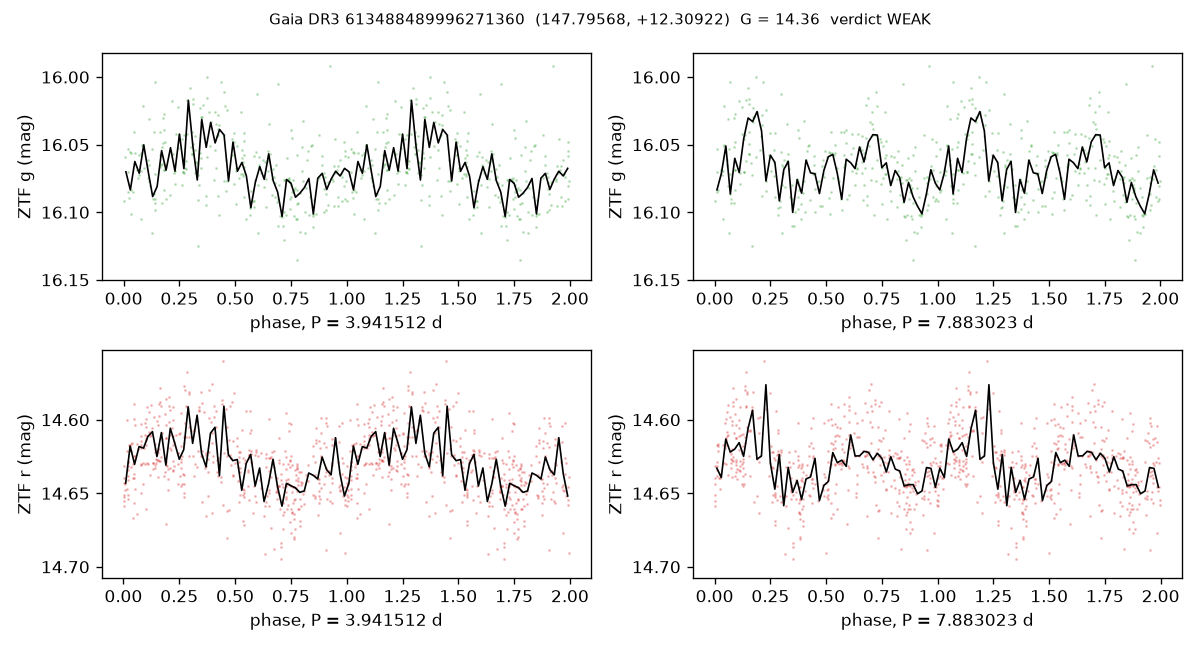 Gaia DR3 613488489996271360  (147.79568, +12.30922)  G = 14.36  verdict WEAK
ZTF g (mag)
16.00
16.05
16.10
16.15
0.00 0.25 0.50 0.75 1.00 1.25 1.50 1.75 2.00
phase, P = 3.941512 d
ZTF g (mag)
16.00
16.05
16.10
16.15
0.00 0.25 0.50 0.75 1.00 1.25 1.50 1.75 2.00
phase, P = 7.883023 d
ZTF r (mag)
14.60
14.65
14.70
0.00 0.25 0.50 0.75 1.00 1.25 1.50 1.75 2.00
phase, P = 3.941512 d
ZTF r (mag)
14.60
14.65
14.70
0.00 0.25 0.50 0.75 1.00 1.25 1.50 1.75 2.00
phase, P = 7.883023 d